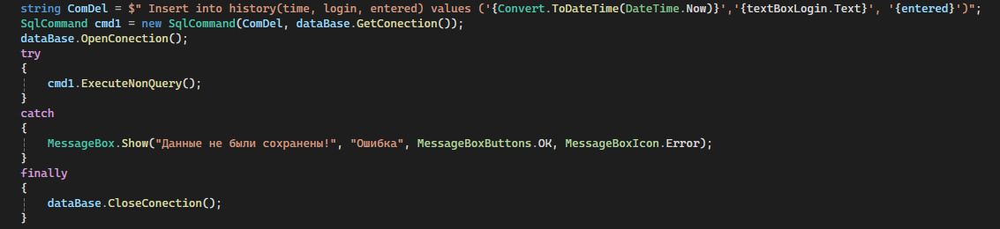 string ComDel = $" Insert into history(time, login, entered) values ('{Convert.ToDateTime(DateTime.Now)}','{textBoxLogin.Text}', '{entered}')";
SqlCommand cmd1 = new SqlCommand(ComDel, dataBase.GetConection());
dataBase.OpenConection();
try
{
    cmd1.ExecuteNonQuery();
}
catch
{
    MessageBox.Show("Данные не были сохранены!", "Ошибка", MessageBoxButtons.OK, MessageBoxIcon.Error);
}
finally
{
    dataBase.CloseConection();
}